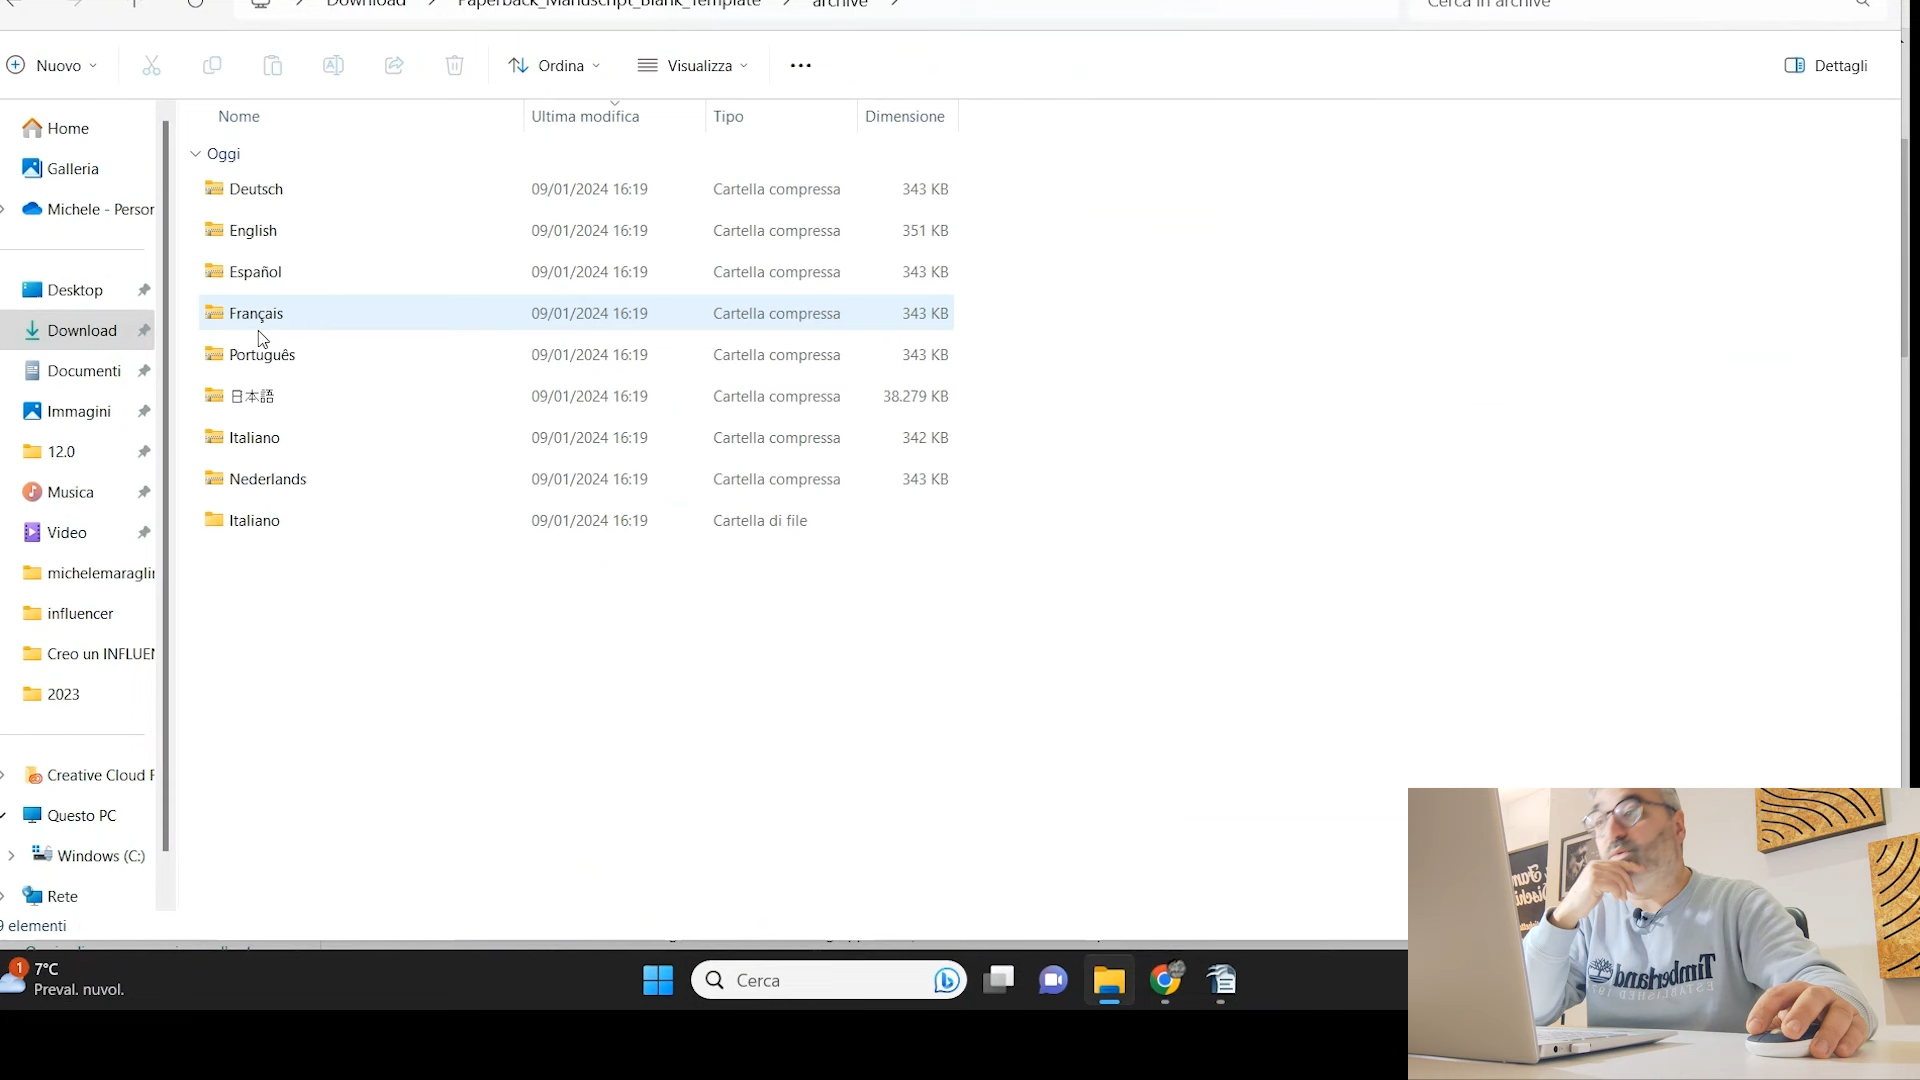 Download > Paperback_Manuscript_Blank_Template > archive >
Cerca in archive
Nuovo
Ordina
Visualizza
Dettagli
Home
Galleria
Michele - Person
Desktop
Download
Documenti
Immagini
12.0
Musica
Video
michelemaraglin
influencer
Creo un INFLUEN
2023
Creative Cloud F
Questo PC
Windows (C:)
Rete
9 elementi
Nome Ultima modifica Tipo Dimensione
Oggi
Deutsch 09/01/2024 16:19 Cartella compressa 343 KB
English 09/01/2024 16:19 Cartella compressa 351 KB
Español 09/01/2024 16:19 Cartella compressa 343 KB
Français 09/01/2024 16:19 Cartella compressa 343 KB
Português 09/01/2024 16:19 Cartella compressa 343 KB
日本語 09/01/2024 16:19 Cartella compressa 38.279 KB
Italiano 09/01/2024 16:19 Cartella compressa 342 KB
Nederlands 09/01/2024 16:19 Cartella compressa 343 KB
Italiano 09/01/2024 16:19 Cartella di file
1
7°C
Preval. nuvol.
Cerca
Timberland